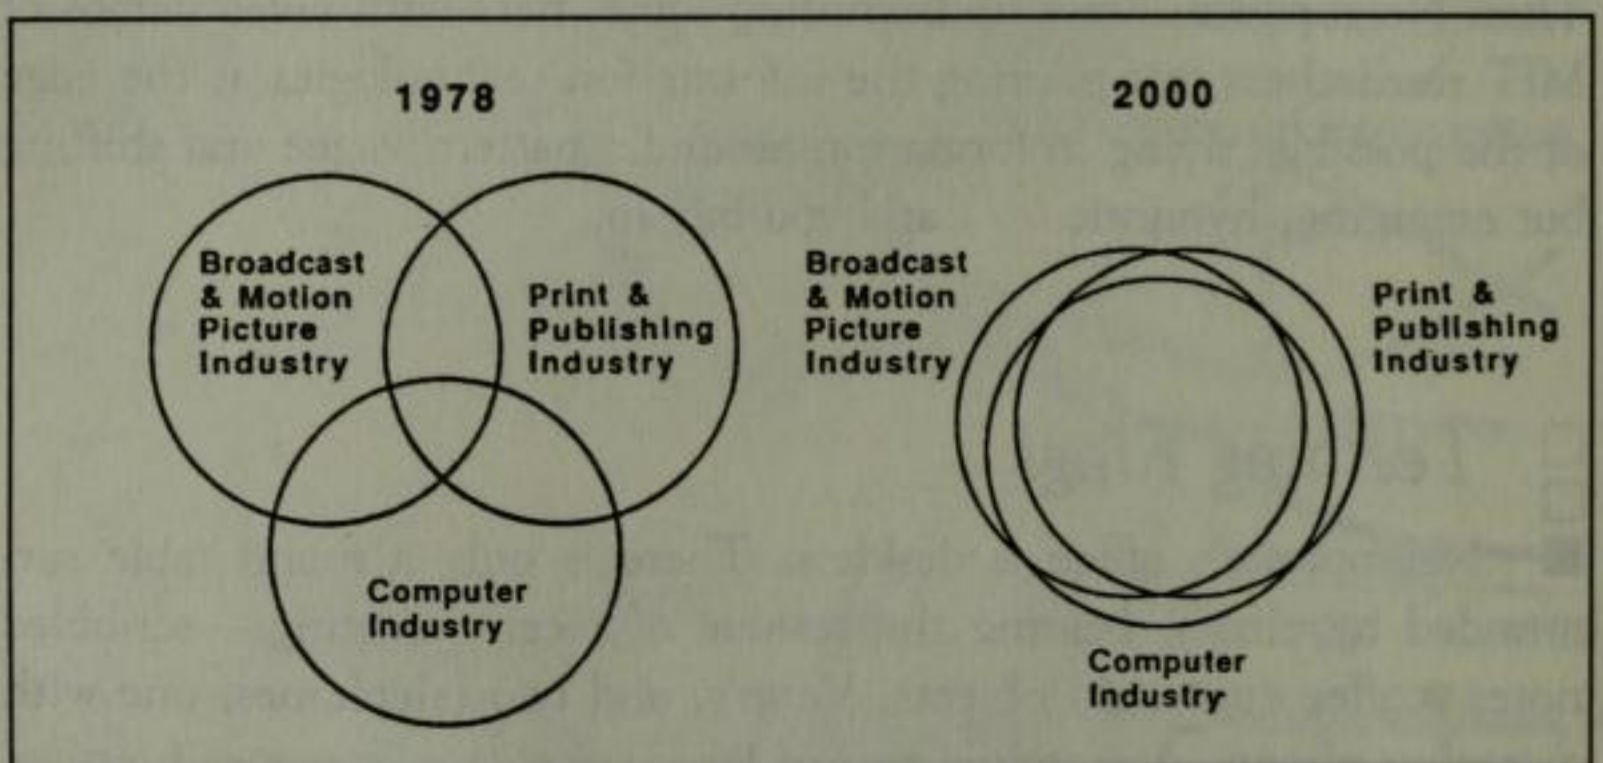 1978
Broadcast
& Motion
Picture
Industry
Print &
Publishing
Industry
Computer
Industry
2000
Broadcast
& Motion
Picture
Industry
Print &
Publishing
Industry
Computer
Industry